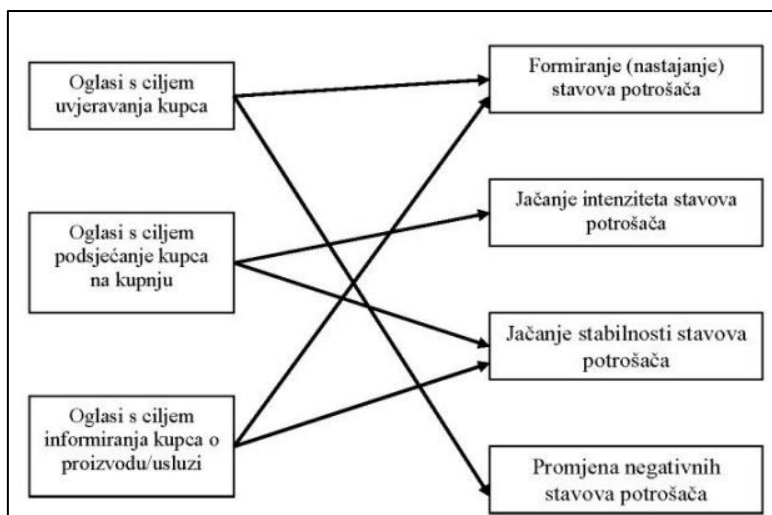 Oglasi s ciljem
uvjeravanja kupca
Oglasi s ciljem
podsjećanje kupca
na kupnju
Oglasi s ciljem
informiranja kupca o
proizvodu/usluzi
Formiranje (nastajanje)
stavova potrošača
Jačanje intenziteta stavova
potrošača
Jačanje stabilnosti stavova
potrošača
Promjena negativnih
stavova potrošača